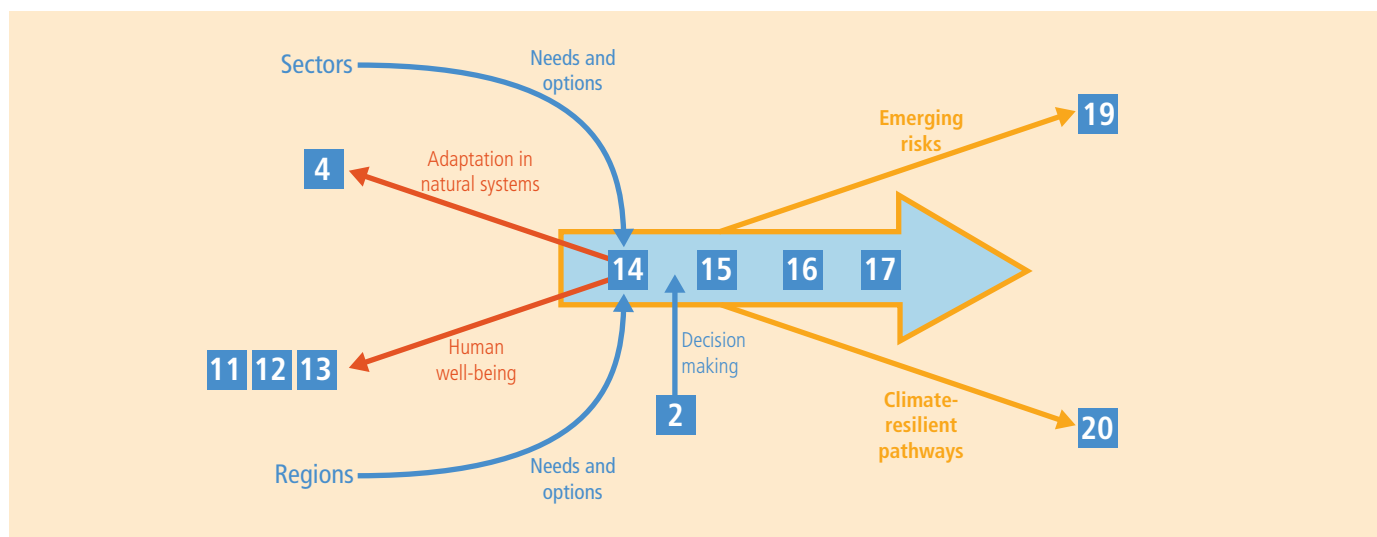 Sectors
Needs and
options
Emerging
risks
19
4
Adaptation in
natural systems
14
15
16
17
11 12 13
Human
well-being
Decision
making
2
Climate-
resilient
pathways
20
Regions
Needs and
options